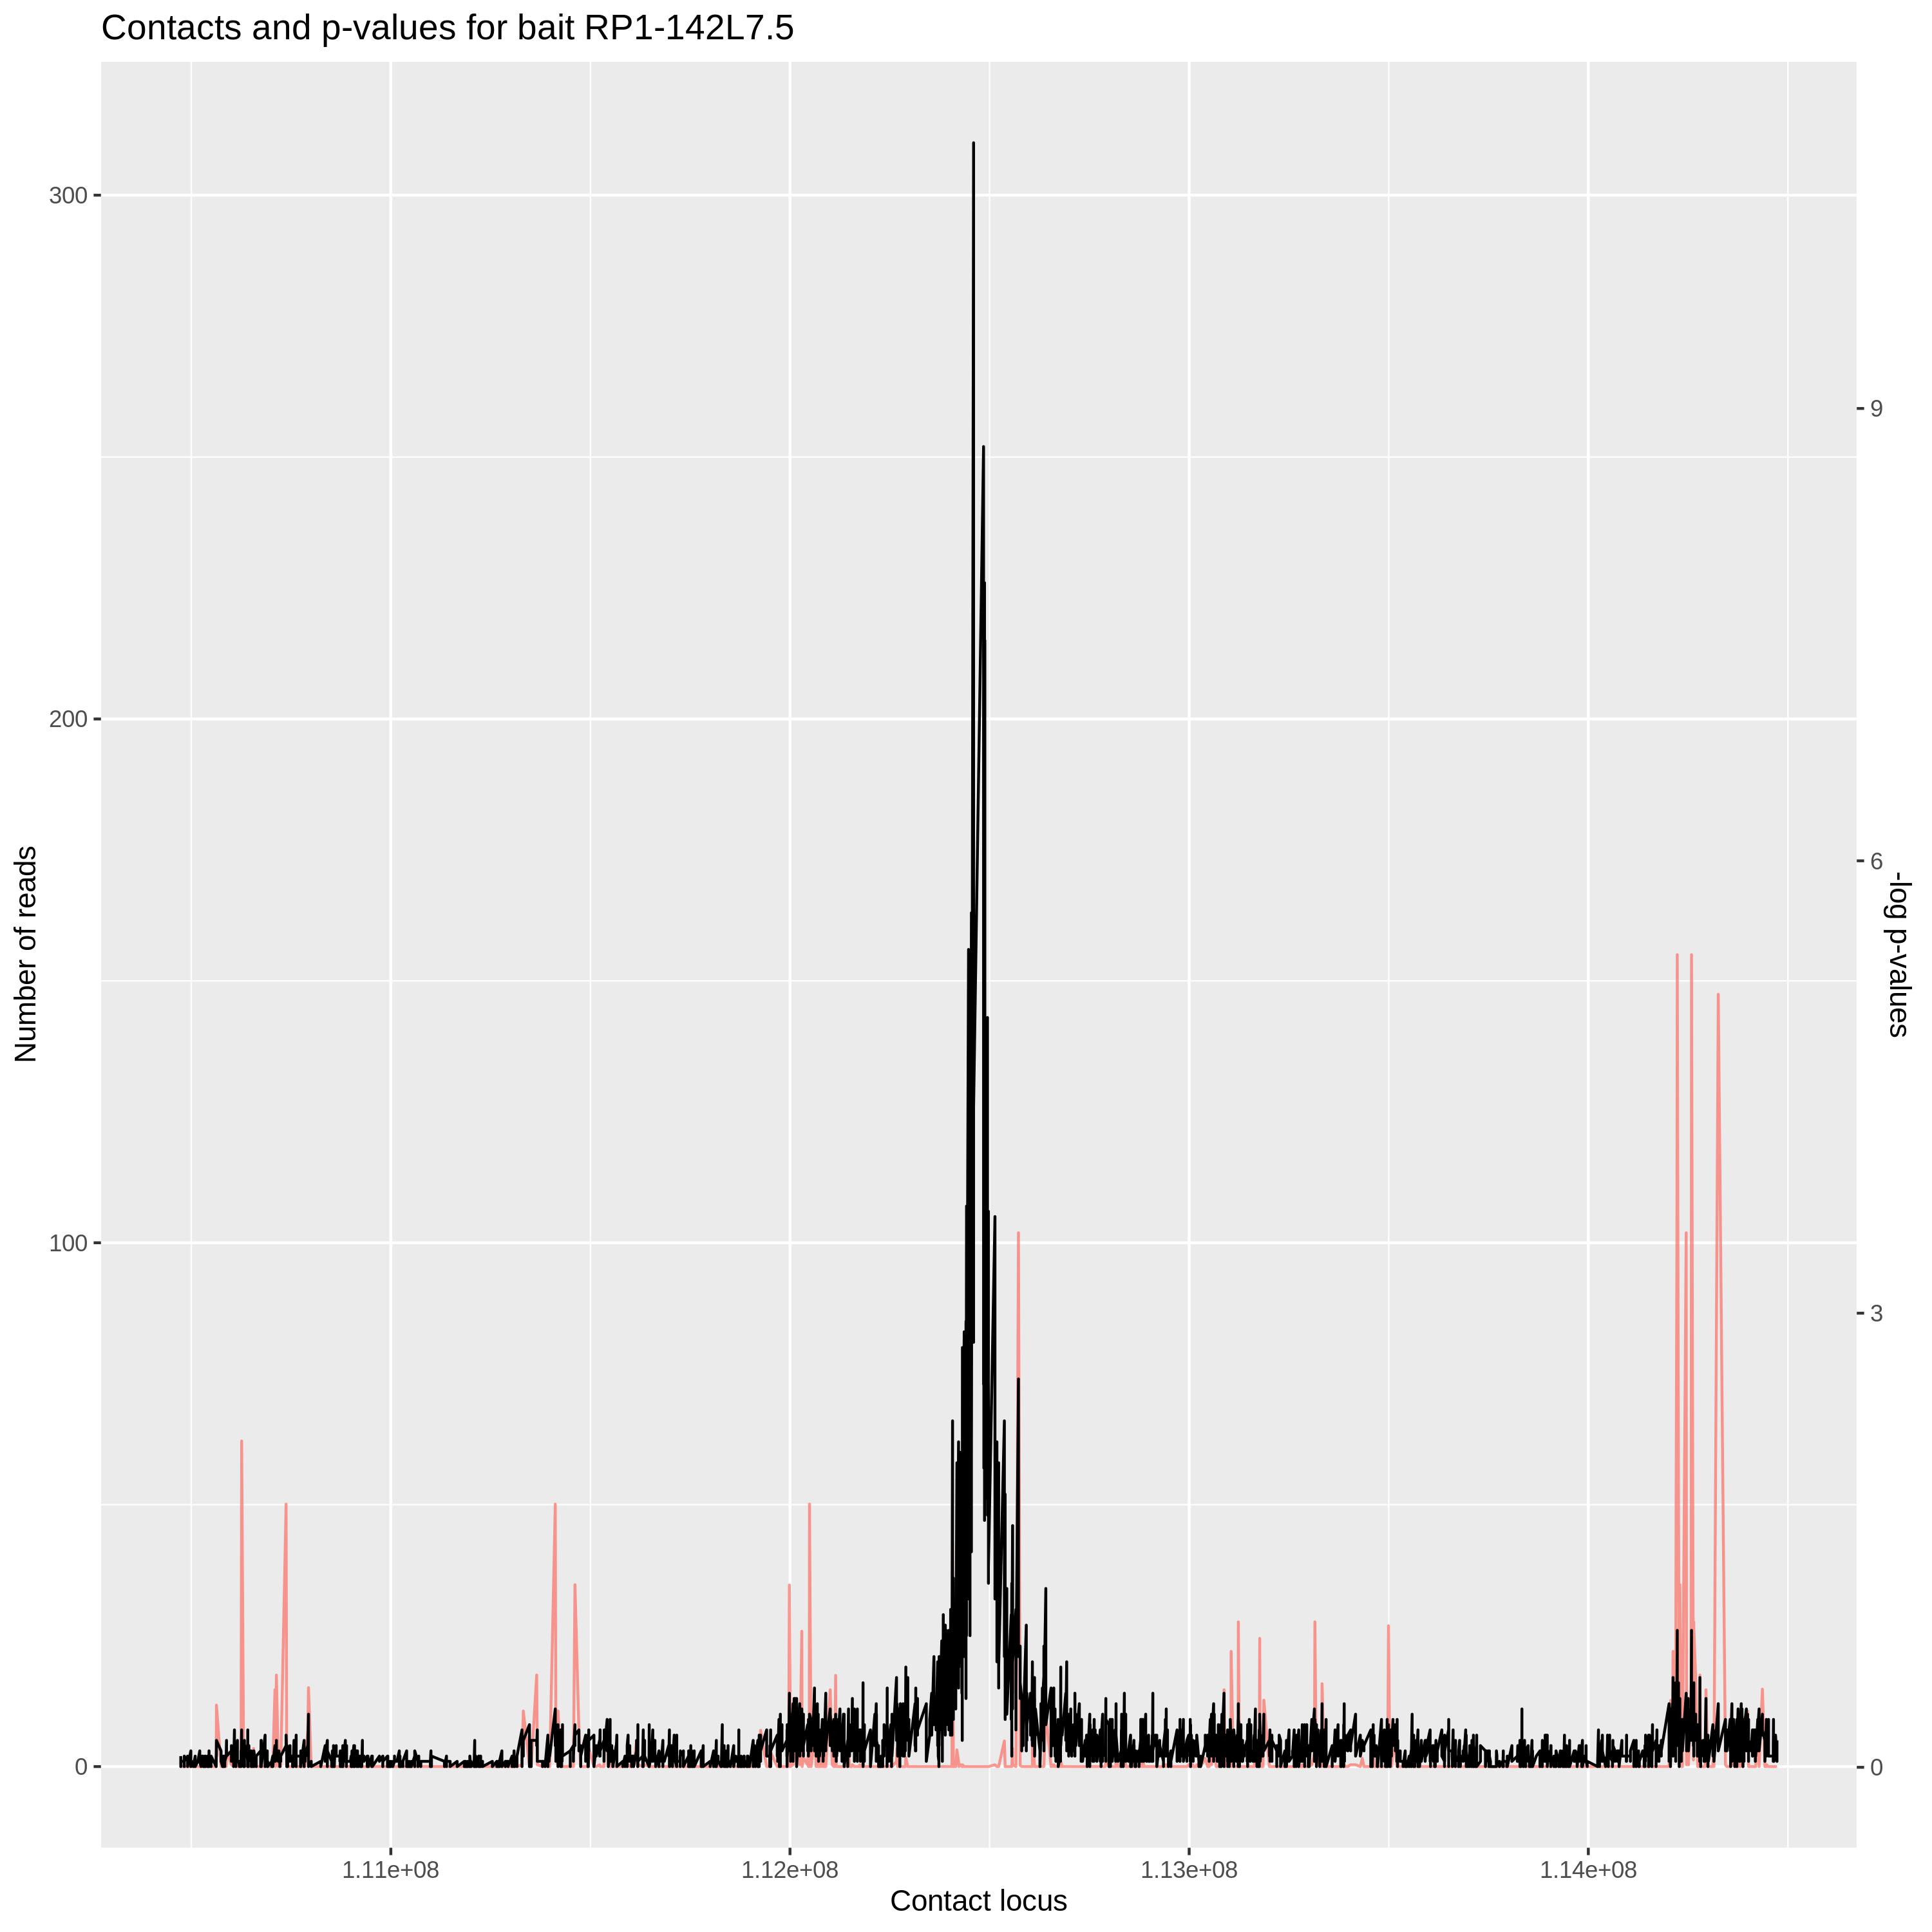 Contacts and p-values for bait RP1-142L7.5
300
200
100
0
Number of reads
9
6
3
0
-log p-values
1.11e+08
1.12e+08
1.13e+08
1.14e+08
Contact locus